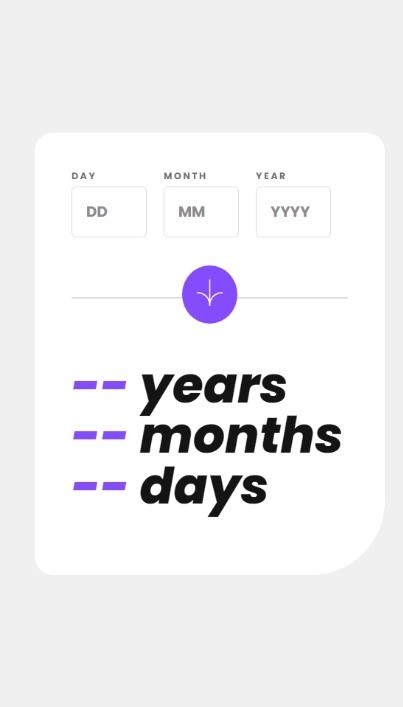 DAY MONTH YEAR
DD MM YYYY
-- years
-- months
-- days